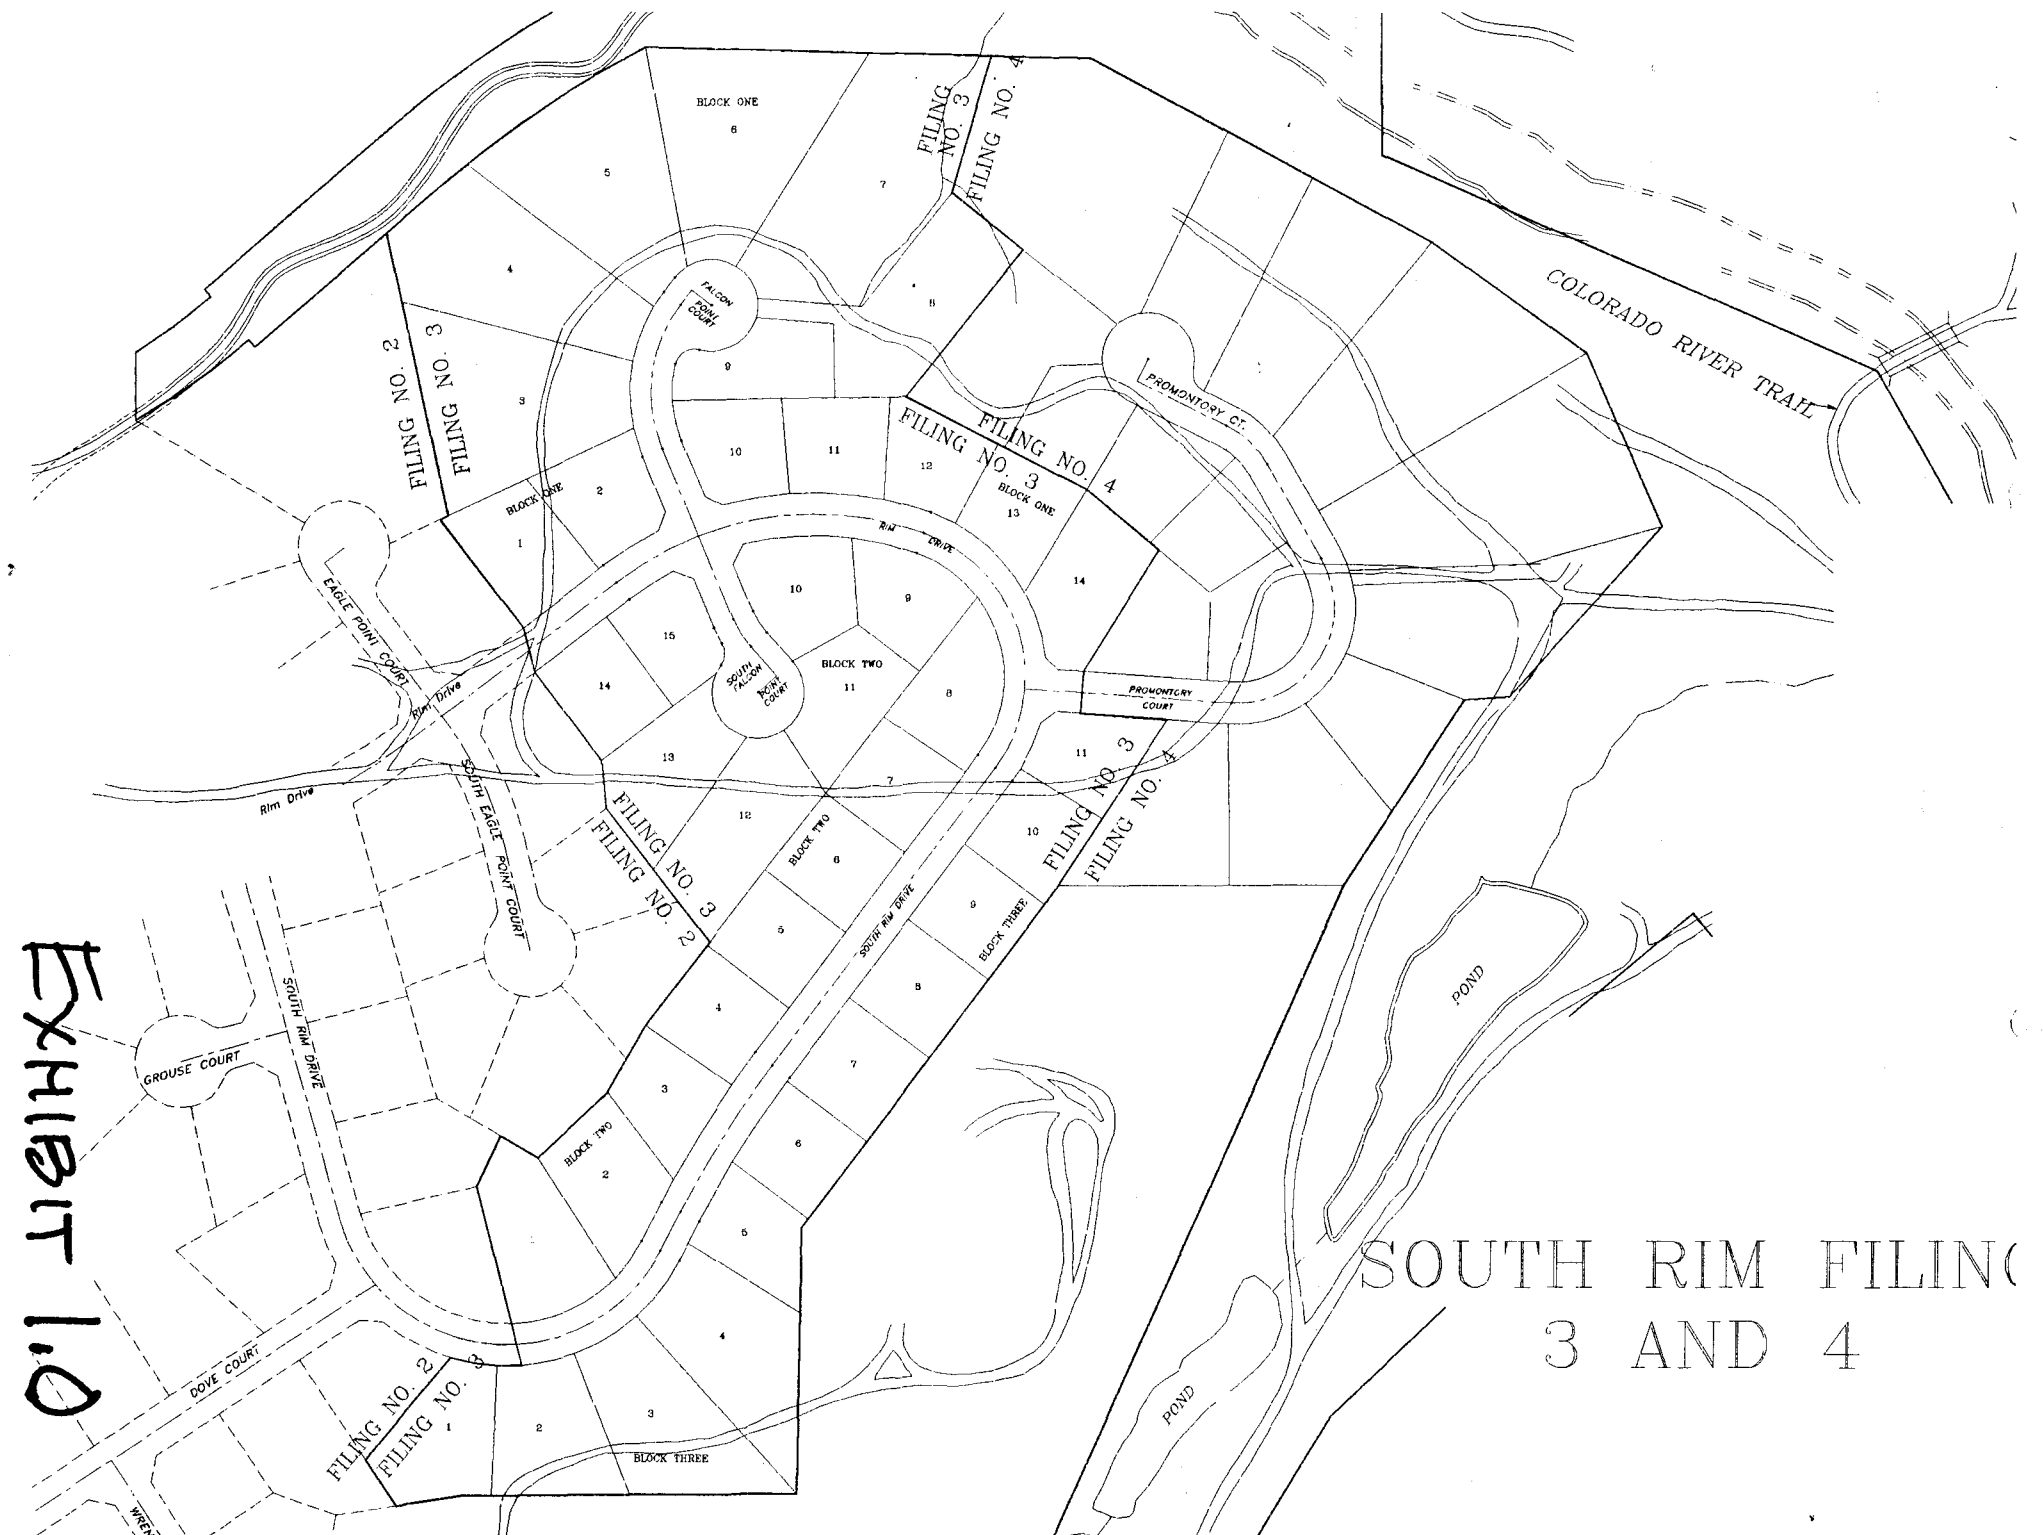 BLOCK ONE
6
5
7
4
8
3
9
2
1
10
11
12
BLOCK ONE
BLOCK ONE
13
14
FILING
NO. 3
FILING NO. 4
FILING NO. 2
FILING NO. 3
FILING NO. 4
FILING NO. 3
FALCON
POINT
COURT
PROMONTORY CT.
COLORADO RIVER TRAIL
RIM DRIVE
EAGLE POINT COURT
Rim Drive
Rim Drive
10
9
15
14
BLOCK TWO
11
8
SOUTH
FALCON
POINT
COURT
PROMONTORY
COURT
13
12
7
11
10
FILING NO. 3
FILING NO. 4
FILING NO. 3
FILING NO. 2
SOUTH EAGLE POINT COURT
BLOCK TWO
6
5
4
3
SOUTH RIM DRIVE
9
BLOCK THREE
8
7
6
5
4
BLOCK TWO
2
SOUTH RIM DRIVE
GROUSE COURT
DOVE COURT
FILING NO. 2
FILING NO. 3
1
2
3
BLOCK THREE
WREN
POND
POND
EXHIBIT 1.0
SOUTH RIM FILING
3 AND 4